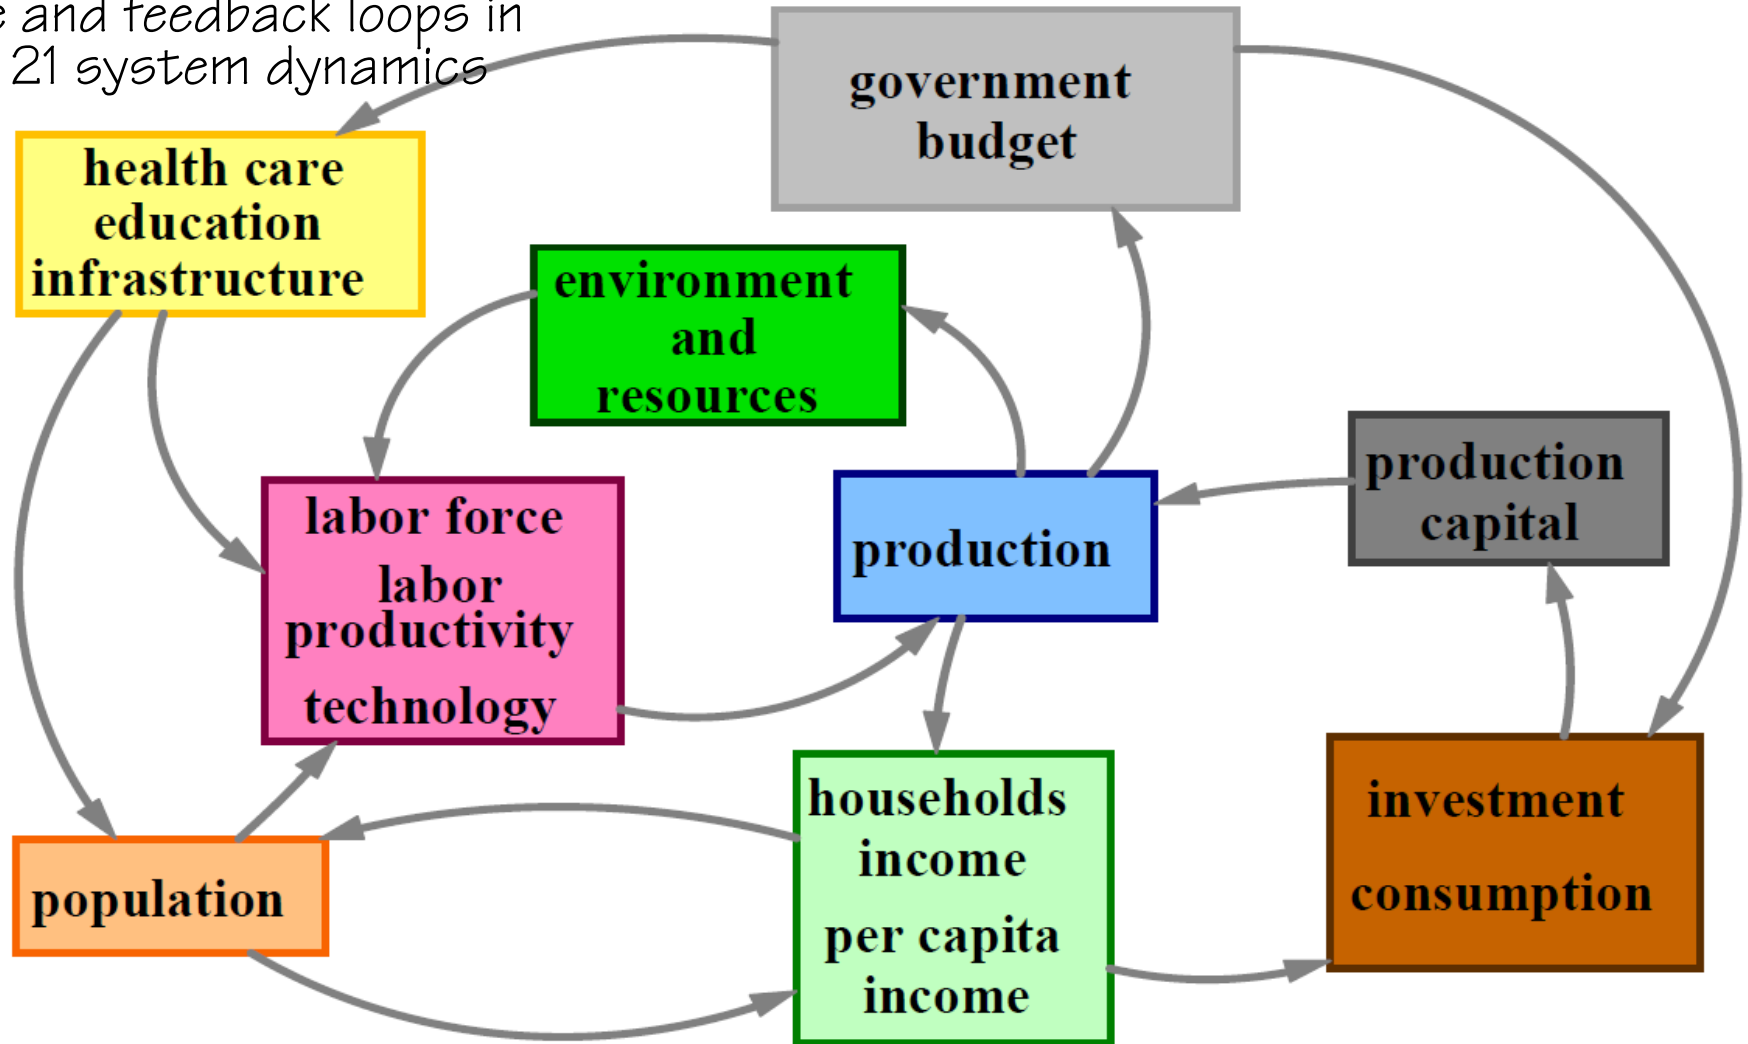 and feedback loops in
21 system dynamics
government
budget
health care
education
infrastructure
environment
and
resources
production
capital
labor force
labor
productivity
technology
production
households
income
per capita
income
investment
consumption
population